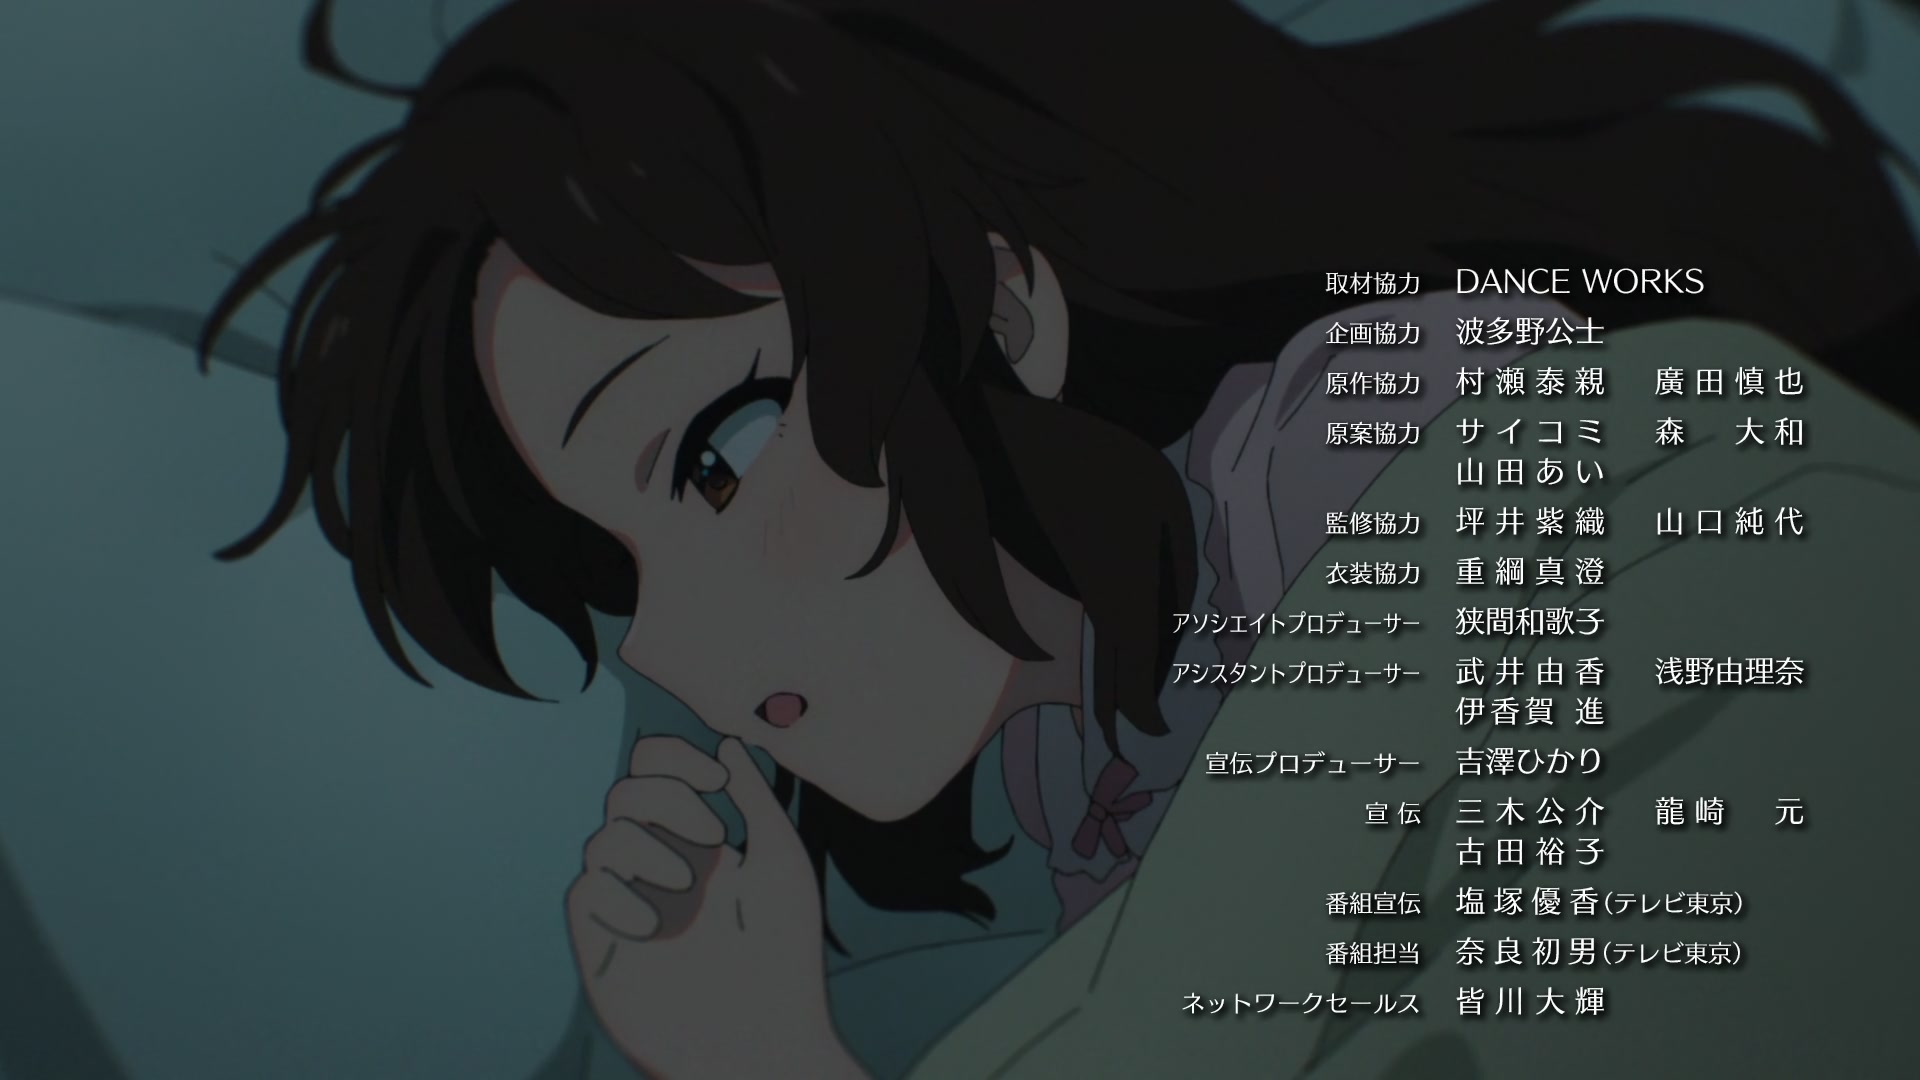 取材協力 DANCE WORKS
企画協力 波多野公士
原作協力 村瀬泰親 廣田慎也
原案協力 サイコミ 森 大和
山田あい
監修協力 坪井紫織 山口純代
衣装協力 重綱真澄
アソシエイトプロデューサー 狭間和歌子
アシスタントプロデューサー 武井由香 浅野由理奈
伊香賀 進
宣伝プロデューサー 吉澤ひかり
宣伝 三木公介 龍崎 元
古田裕子
番組宣伝 塩塚優香(テレビ東京)
番組担当 奈良初男(テレビ東京)
ネットワークセールス 皆川大輝